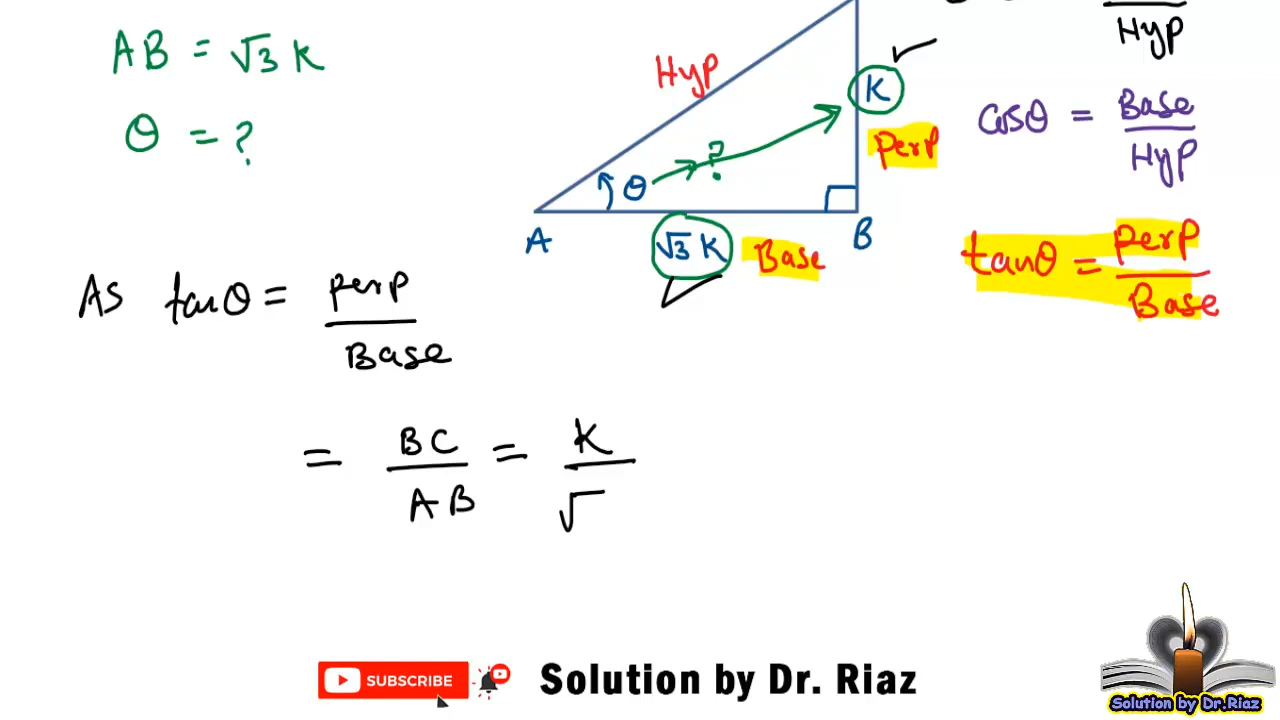 AB = √3 K
θ = ?
Hyp
K
perp
θ
?
A
√3 K
Base
B
Hyp
cosθ = Base / Hyp
tanθ = perp / Base
As tanθ = perp / Base
= BC / AB = K / √
SUBSCRIBE
Solution by Dr. Riaz
Solution by Dr.Riaz